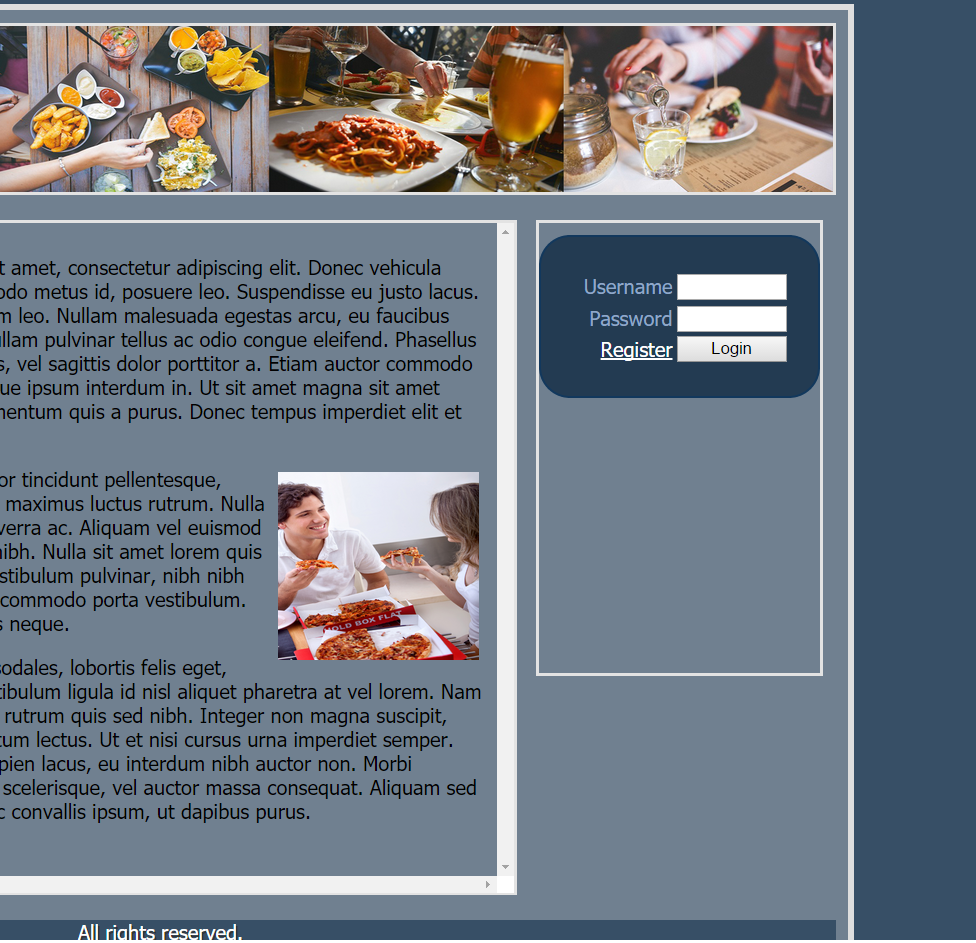 t amet, consectetur adipiscing elit. Donec vehicula
odo metus id, posuere leo. Suspendisse eu justo lacus.
m leo. Nullam malesuada egestas arcu, eu faucibus
ullam pulvinar tellus ac odio congue eleifend. Phasellus
s, vel sagittis dolor porttitor a. Etiam auctor commodo
ue ipsum interdum in. Ut sit amet magna sit amet
mentum quis a purus. Donec tempus imperdiet elit et
or tincidunt pellentesque,
maximus luctus rutrum. Nulla
verra ac. Aliquam vel euismod
nibh. Nulla sit amet lorem quis
stibulum pulvinar, nibh nibh
commodo porta vestibulum.
s neque.
HOLD BOX FLAT
sodales, lobortis felis eget,
tibulum ligula id nisl aliquet pharetra at vel lorem. Nam
rutrum quis sed nibh. Integer non magna suscipit,
tum lectus. Ut et nisi cursus urna imperdiet semper.
pien lacus, eu interdum nibh auctor non. Morbi
scelerisque, vel auctor massa consequat. Aliquam sed
c convallis ipsum, ut dapibus purus.
Username
Password
Register Login
All rights reserved.